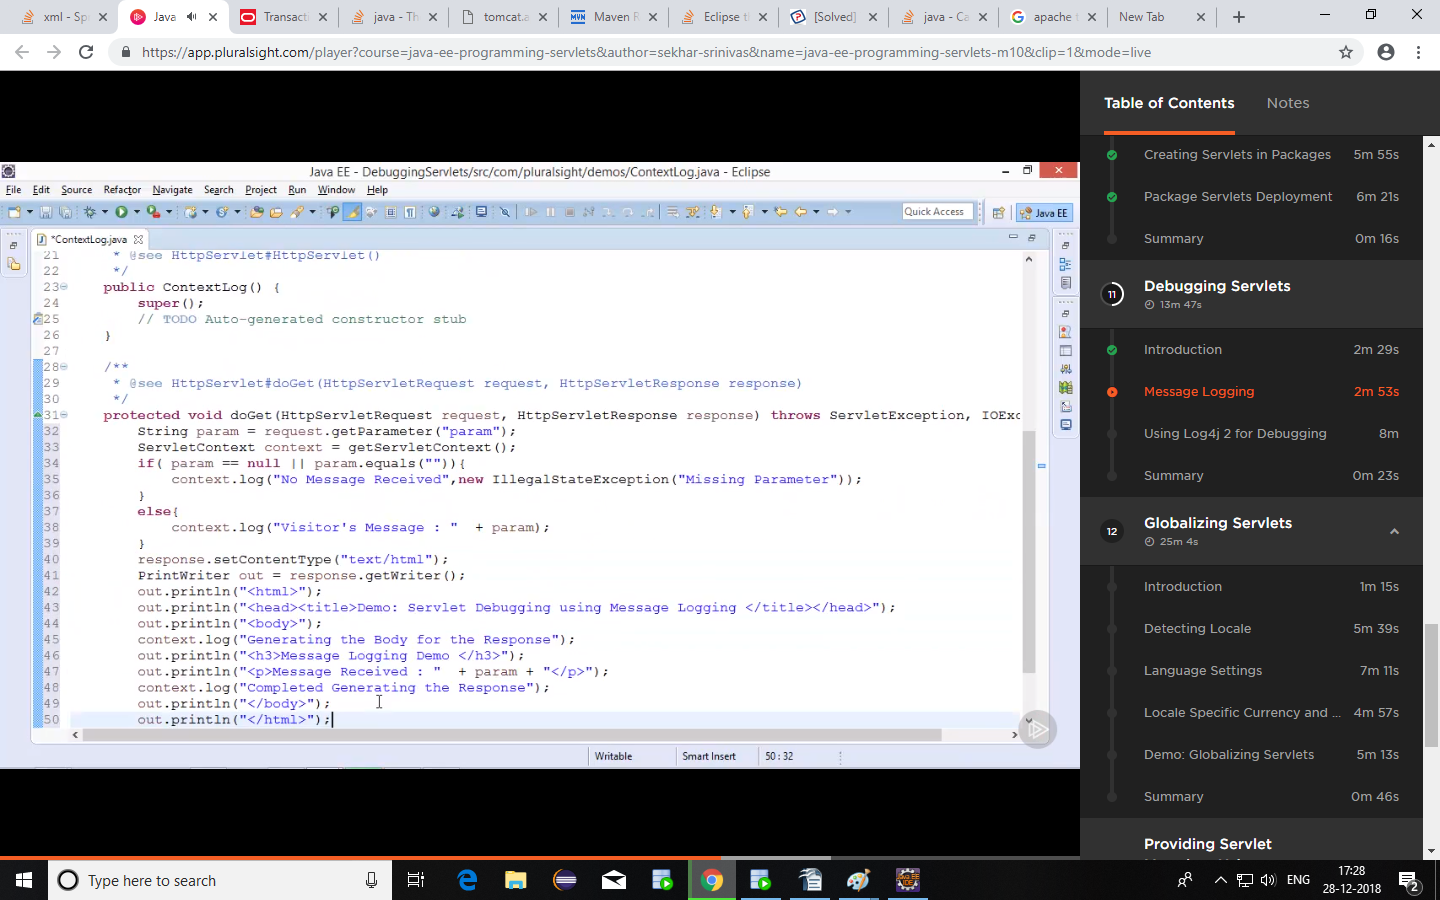 xml - Sp
Java
Transacti
java - Th
tomcat.a
Maven R
Eclipse ti
[Solved]
java - Ca
apache t
New Tab
https://app.pluralsight.com/player?course=java-ee-programming-servlets&author=sekhar-srinivas&name=java-ee-programming-servlets-m10&clip=1&mode=live
Table of Contents
Notes
Creating Servlets in Packages 5m 55s
Package Servlets Deployment 6m 21s
Summary 0m 16s
11 Debugging Servlets
13m 47s
Introduction 2m 29s
Message Logging 2m 53s
Using Log4j 2 for Debugging 8m
Summary 0m 23s
12 Globalizing Servlets
25m 4s
Introduction 1m 15s
Detecting Locale 5m 39s
Language Settings 7m 11s
Locale Specific Currency and ... 4m 57s
Demo: Globalizing Servlets 5m 13s
Summary 0m 46s
Providing Servlet
Java EE - DebuggingServlets/src/com/pluralsight/demos/ContextLog.java - Eclipse
File Edit Source Refactor Navigate Search Project Run Window Help
Quick Access
Java EE
*ContextLog.java
21 * @see HttpServlet#HttpServlet()
22 */
23 public ContextLog() {
24 super();
25 // TODO Auto-generated constructor stub
26 }
27
28 /**
29 * @see HttpServlet#doGet(HttpServletRequest request, HttpServletResponse response)
30 */
31 protected void doGet(HttpServletRequest request, HttpServletResponse response) throws ServletException, IOExc
32 String param = request.getParameter("param");
33 ServletContext context = getServletContext();
34 if( param == null || param.equals("")){
35 context.log("No Message Received",new IllegalStateException("Missing Parameter"));
36 }
37 else{
38 context.log("Visitor's Message : "  + param);
39 }
40 response.setContentType("text/html");
41 PrintWriter out = response.getWriter();
42 out.println("<html>");
43 out.println("<head><title>Demo: Servlet Debugging using Message Logging </title></head>");
44 out.println("<body>");
45 context.log("Generating the Body for the Response");
46 out.println("<h3>Message Logging Demo </h3>");
47 out.println("<p>Message Received : "  + param + "</p>");
48 context.log("Completed Generating the Response");
49 out.println("</body>");
50 out.println("</html>");
Writable
Smart Insert
50 : 32
Type here to search
ENG
17:28
28-12-2018
2